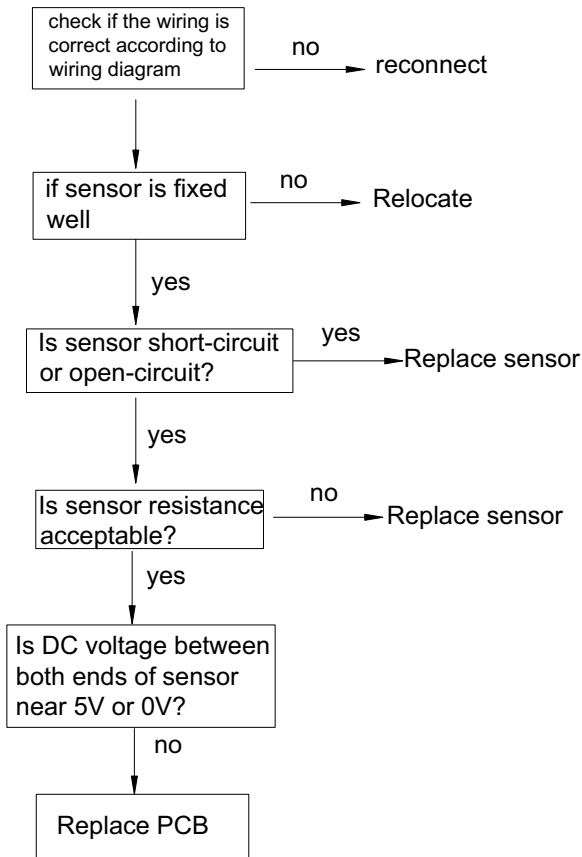 check if the wiring is
correct according to
wiring diagram
no
reconnect
if sensor is fixed
well
no
Relocate
yes
Is sensor short-circuit
or open-circuit?
yes
Replace sensor
yes
Is sensor resistance
acceptable?
no
Replace sensor
yes
Is DC voltage between
both ends of sensor
near 5V or 0V?
no
Replace PCB